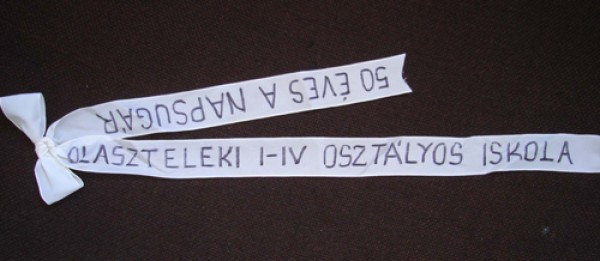 50 ÉVES A NAPSUGÁR
OLASZTELEKI I-IV OSZTÁLYOS ISKOLA